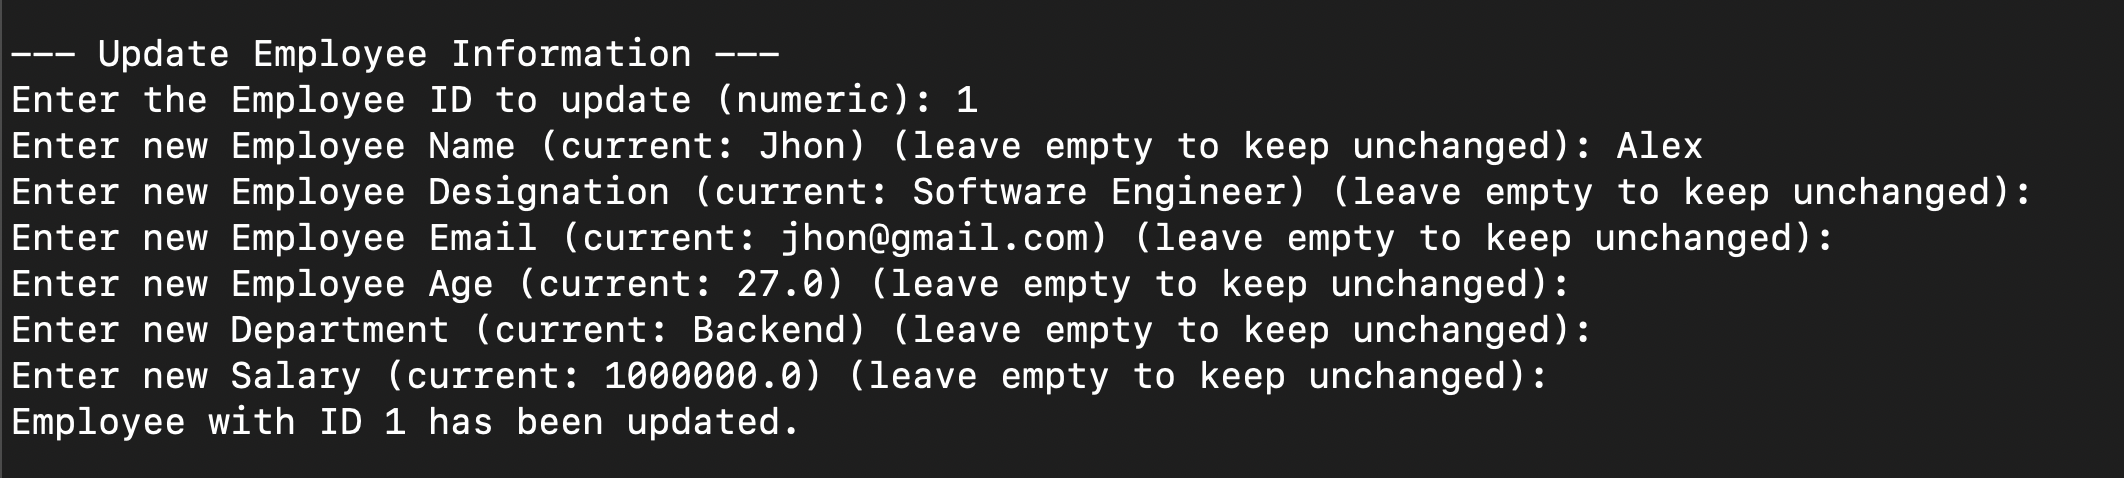 --- Update Employee Information ---
Enter the Employee ID to update (numeric): 1
Enter new Employee Name (current: Jhon) (leave empty to keep unchanged): Alex
Enter new Employee Designation (current: Software Engineer) (leave empty to keep unchanged):
Enter new Employee Email (current: jhon@gmail.com) (leave empty to keep unchanged):
Enter new Employee Age (current: 27.0) (leave empty to keep unchanged):
Enter new Department (current: Backend) (leave empty to keep unchanged):
Enter new Salary (current: 1000000.0) (leave empty to keep unchanged):
Employee with ID 1 has been updated.